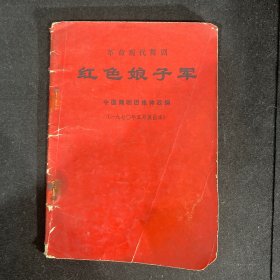 革命现代舞剧
红色娘子军
中国舞剧团集体改编
（一九七〇年五月演出本）